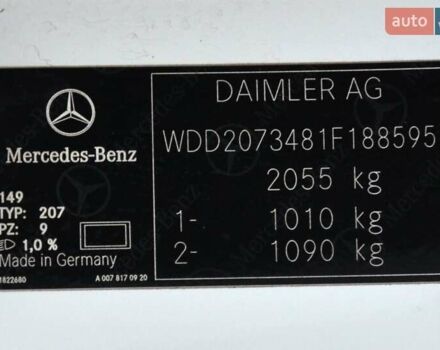 auto
DAIMLER AG
WDD2073481F188595
2055 kg
1- 1010 kg
2- 1090 kg
Mercedes-Benz
149
TYP: 207
PZ: 9
1,0 %
Made in Germany
1822680
A 007 817 09 20